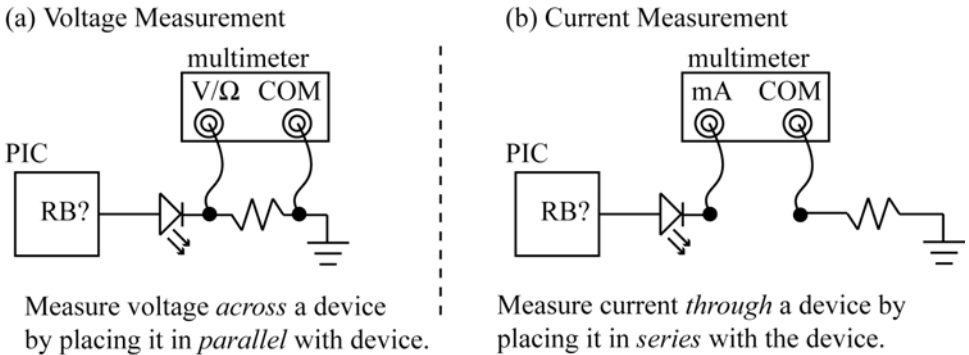 (a) Voltage Measurement
multimeter
V/Ω COM
PIC
RB?
Measure voltage across a device
by placing it in parallel with device.
(b) Current Measurement
multimeter
mA COM
PIC
RB?
Measure current through a device by
placing it in series with the device.